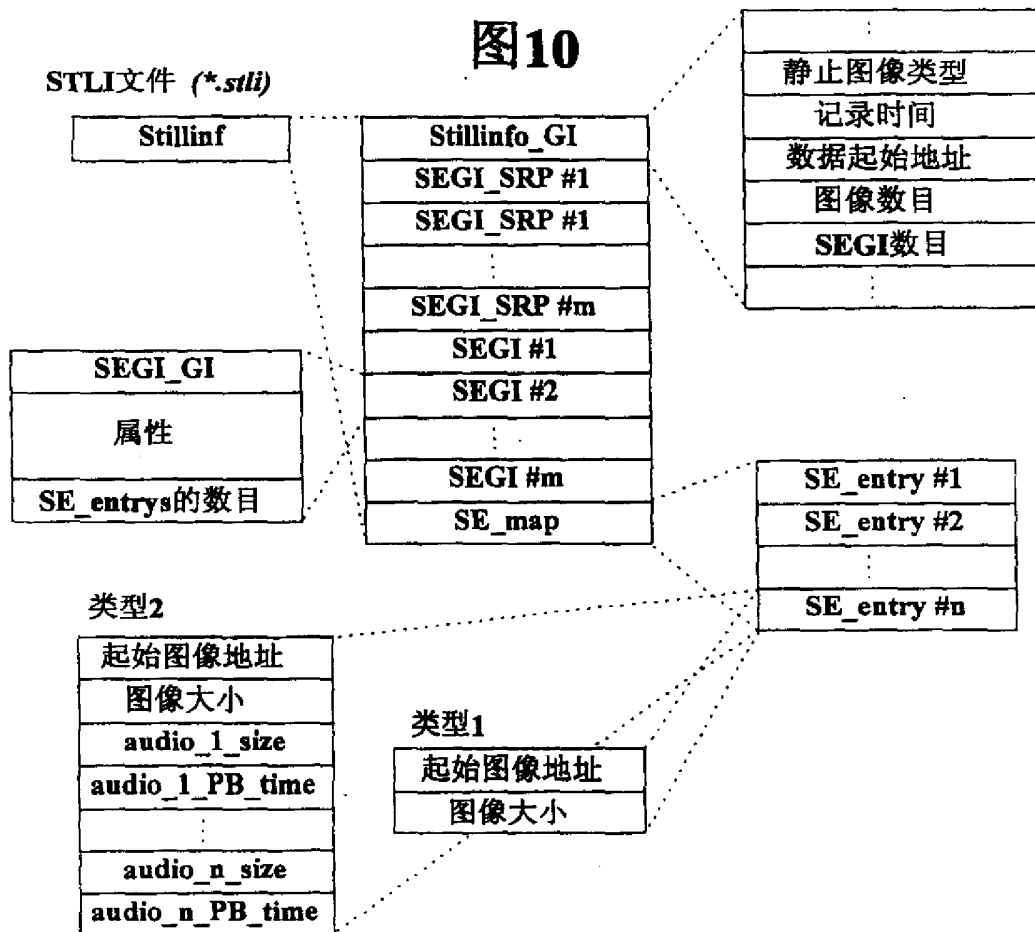 图10
STLI文件 (*.stli)
Stillinf
Stillinfo_GI
SEGI_SRP #1
SEGI_SRP #1
SEGI_SRP #m
SEGI #1
SEGI #2
SEGI #m
SE_map
静止图像类型
记录时间
数据起始地址
图像数目
SEGI数目
SEGI_GI
属性
SE_entrys的数目
SE_entry #1
SE_entry #2
SE_entry #n
类型2
起始图像地址
图像大小
audio_1_size
audio_1_PB_time
audio_n_size
audio_n_PB_time
类型1
起始图像地址
图像大小